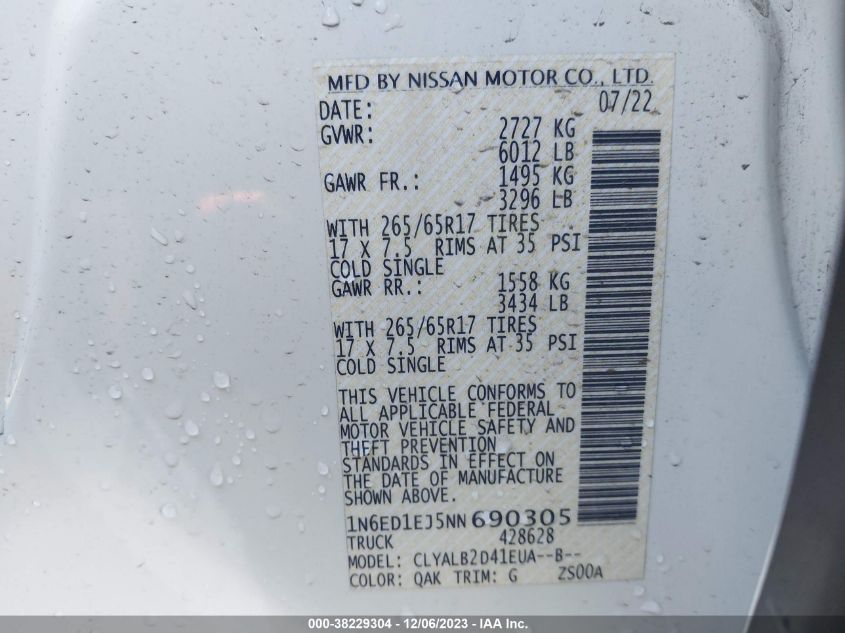 MFD BY NISSAN MOTOR CO., LTD.
DATE: 07/22
GVWR: 2727 KG
6012 LB
GAWR FR.: 1495 KG
3296 LB
WITH 265/65R17 TIRES
17 X 7.5 RIMS AT 35 PSI
COLD SINGLE
GAWR RR.: 1558 KG
3434 LB
WITH 265/65R17 TIRES
17 X 7.5 RIMS AT 35 PSI
COLD SINGLE
THIS VEHICLE CONFORMS TO
ALL APPLICABLE FEDERAL
MOTOR VEHICLE SAFETY AND
THEFT PREVENTION
STANDARDS IN EFFECT ON
THE DATE OF MANUFACTURE
SHOWN ABOVE.
1N6ED1EJ5NN690305
TRUCK 428628
MODEL: CLYALB2D41EUA--B--
COLOR: QAK TRIM: G ZS00A
000-38229304 - 12/06/2023 - IAA Inc.